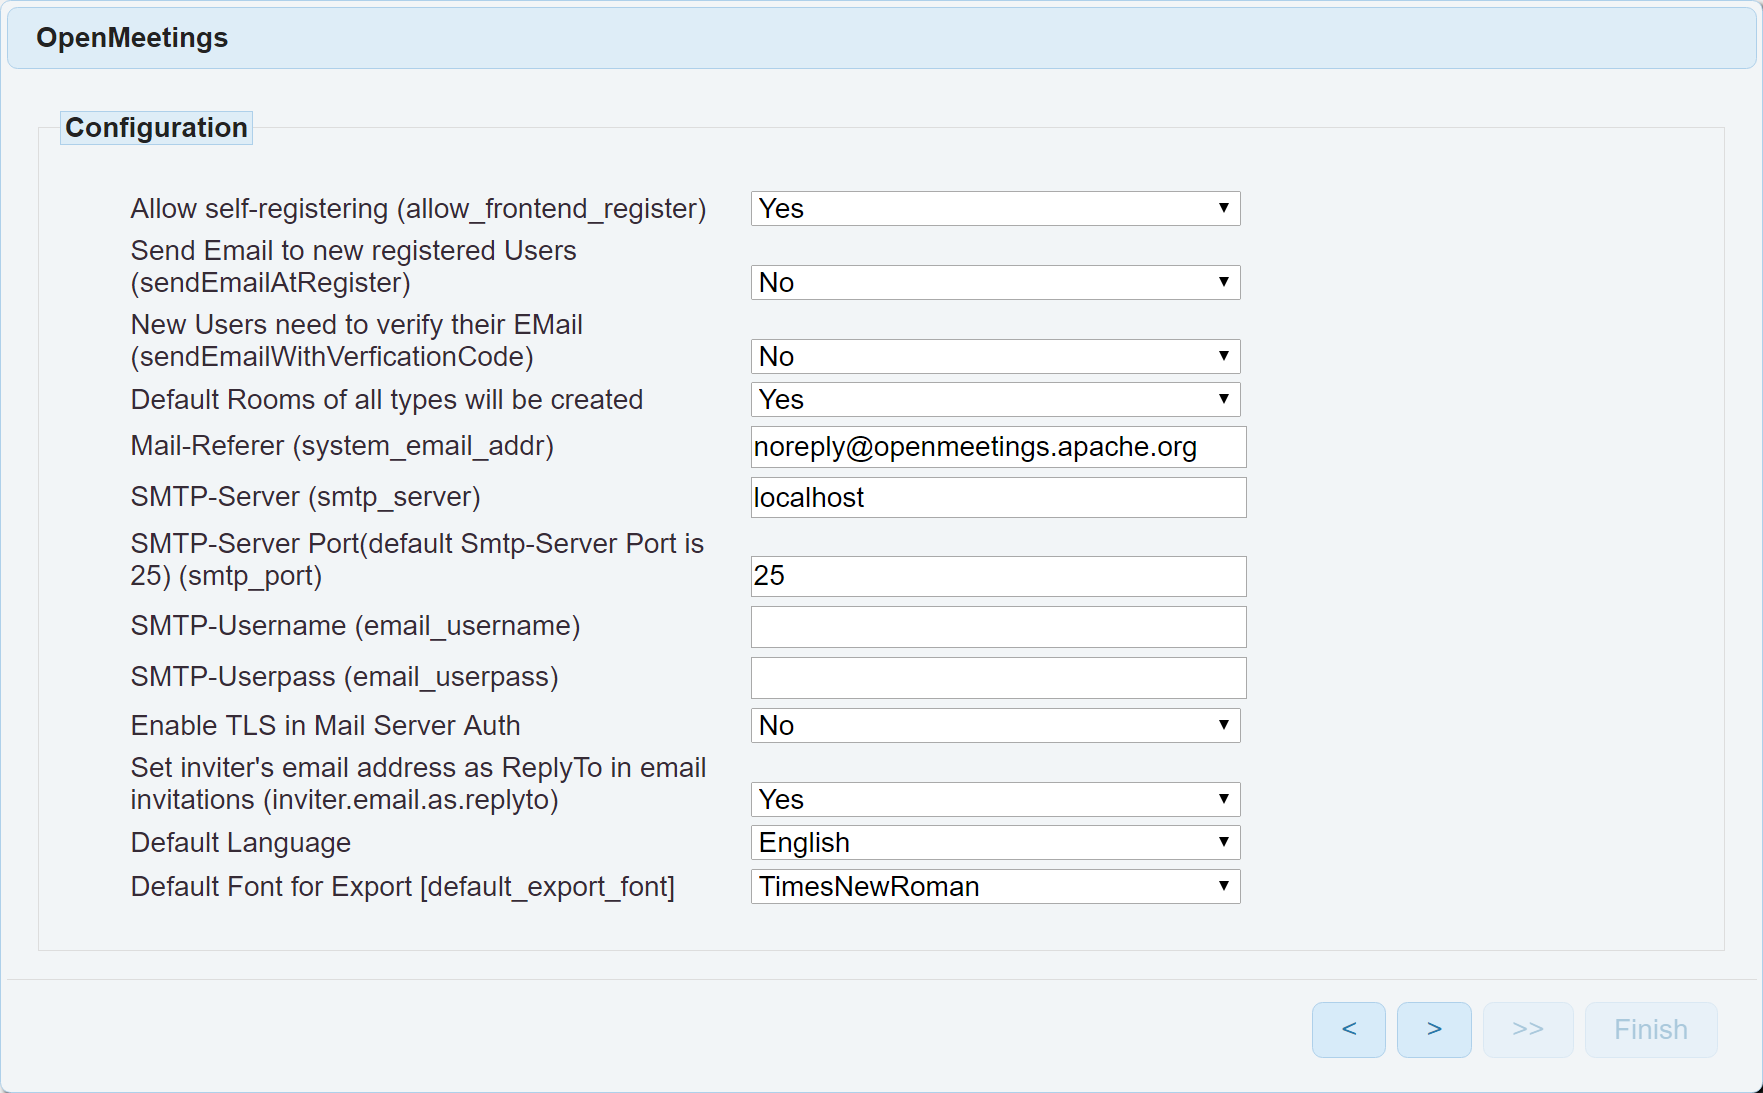 OpenMeetings
Configuration
Allow self-registering (allow_frontend_register)
Yes
Send Email to new registered Users
(sendEmailAtRegister)
No
New Users need to verify their EMail
(sendEmailWithVerficationCode)
No
Default Rooms of all types will be created
Yes
Mail-Referer (system_email_addr)
noreply@openmeetings.apache.org
SMTP-Server (smtp_server)
localhost
SMTP-Server Port(default Smtp-Server Port is
25) (smtp_port)
25
SMTP-Username (email_username)
SMTP-Userpass (email_userpass)
Enable TLS in Mail Server Auth
No
Set inviter's email address as ReplyTo in email
invitations (inviter.email.as.replyto)
Yes
Default Language
English
Default Font for Export [default_export_font]
TimesNewRoman
< > >> Finish